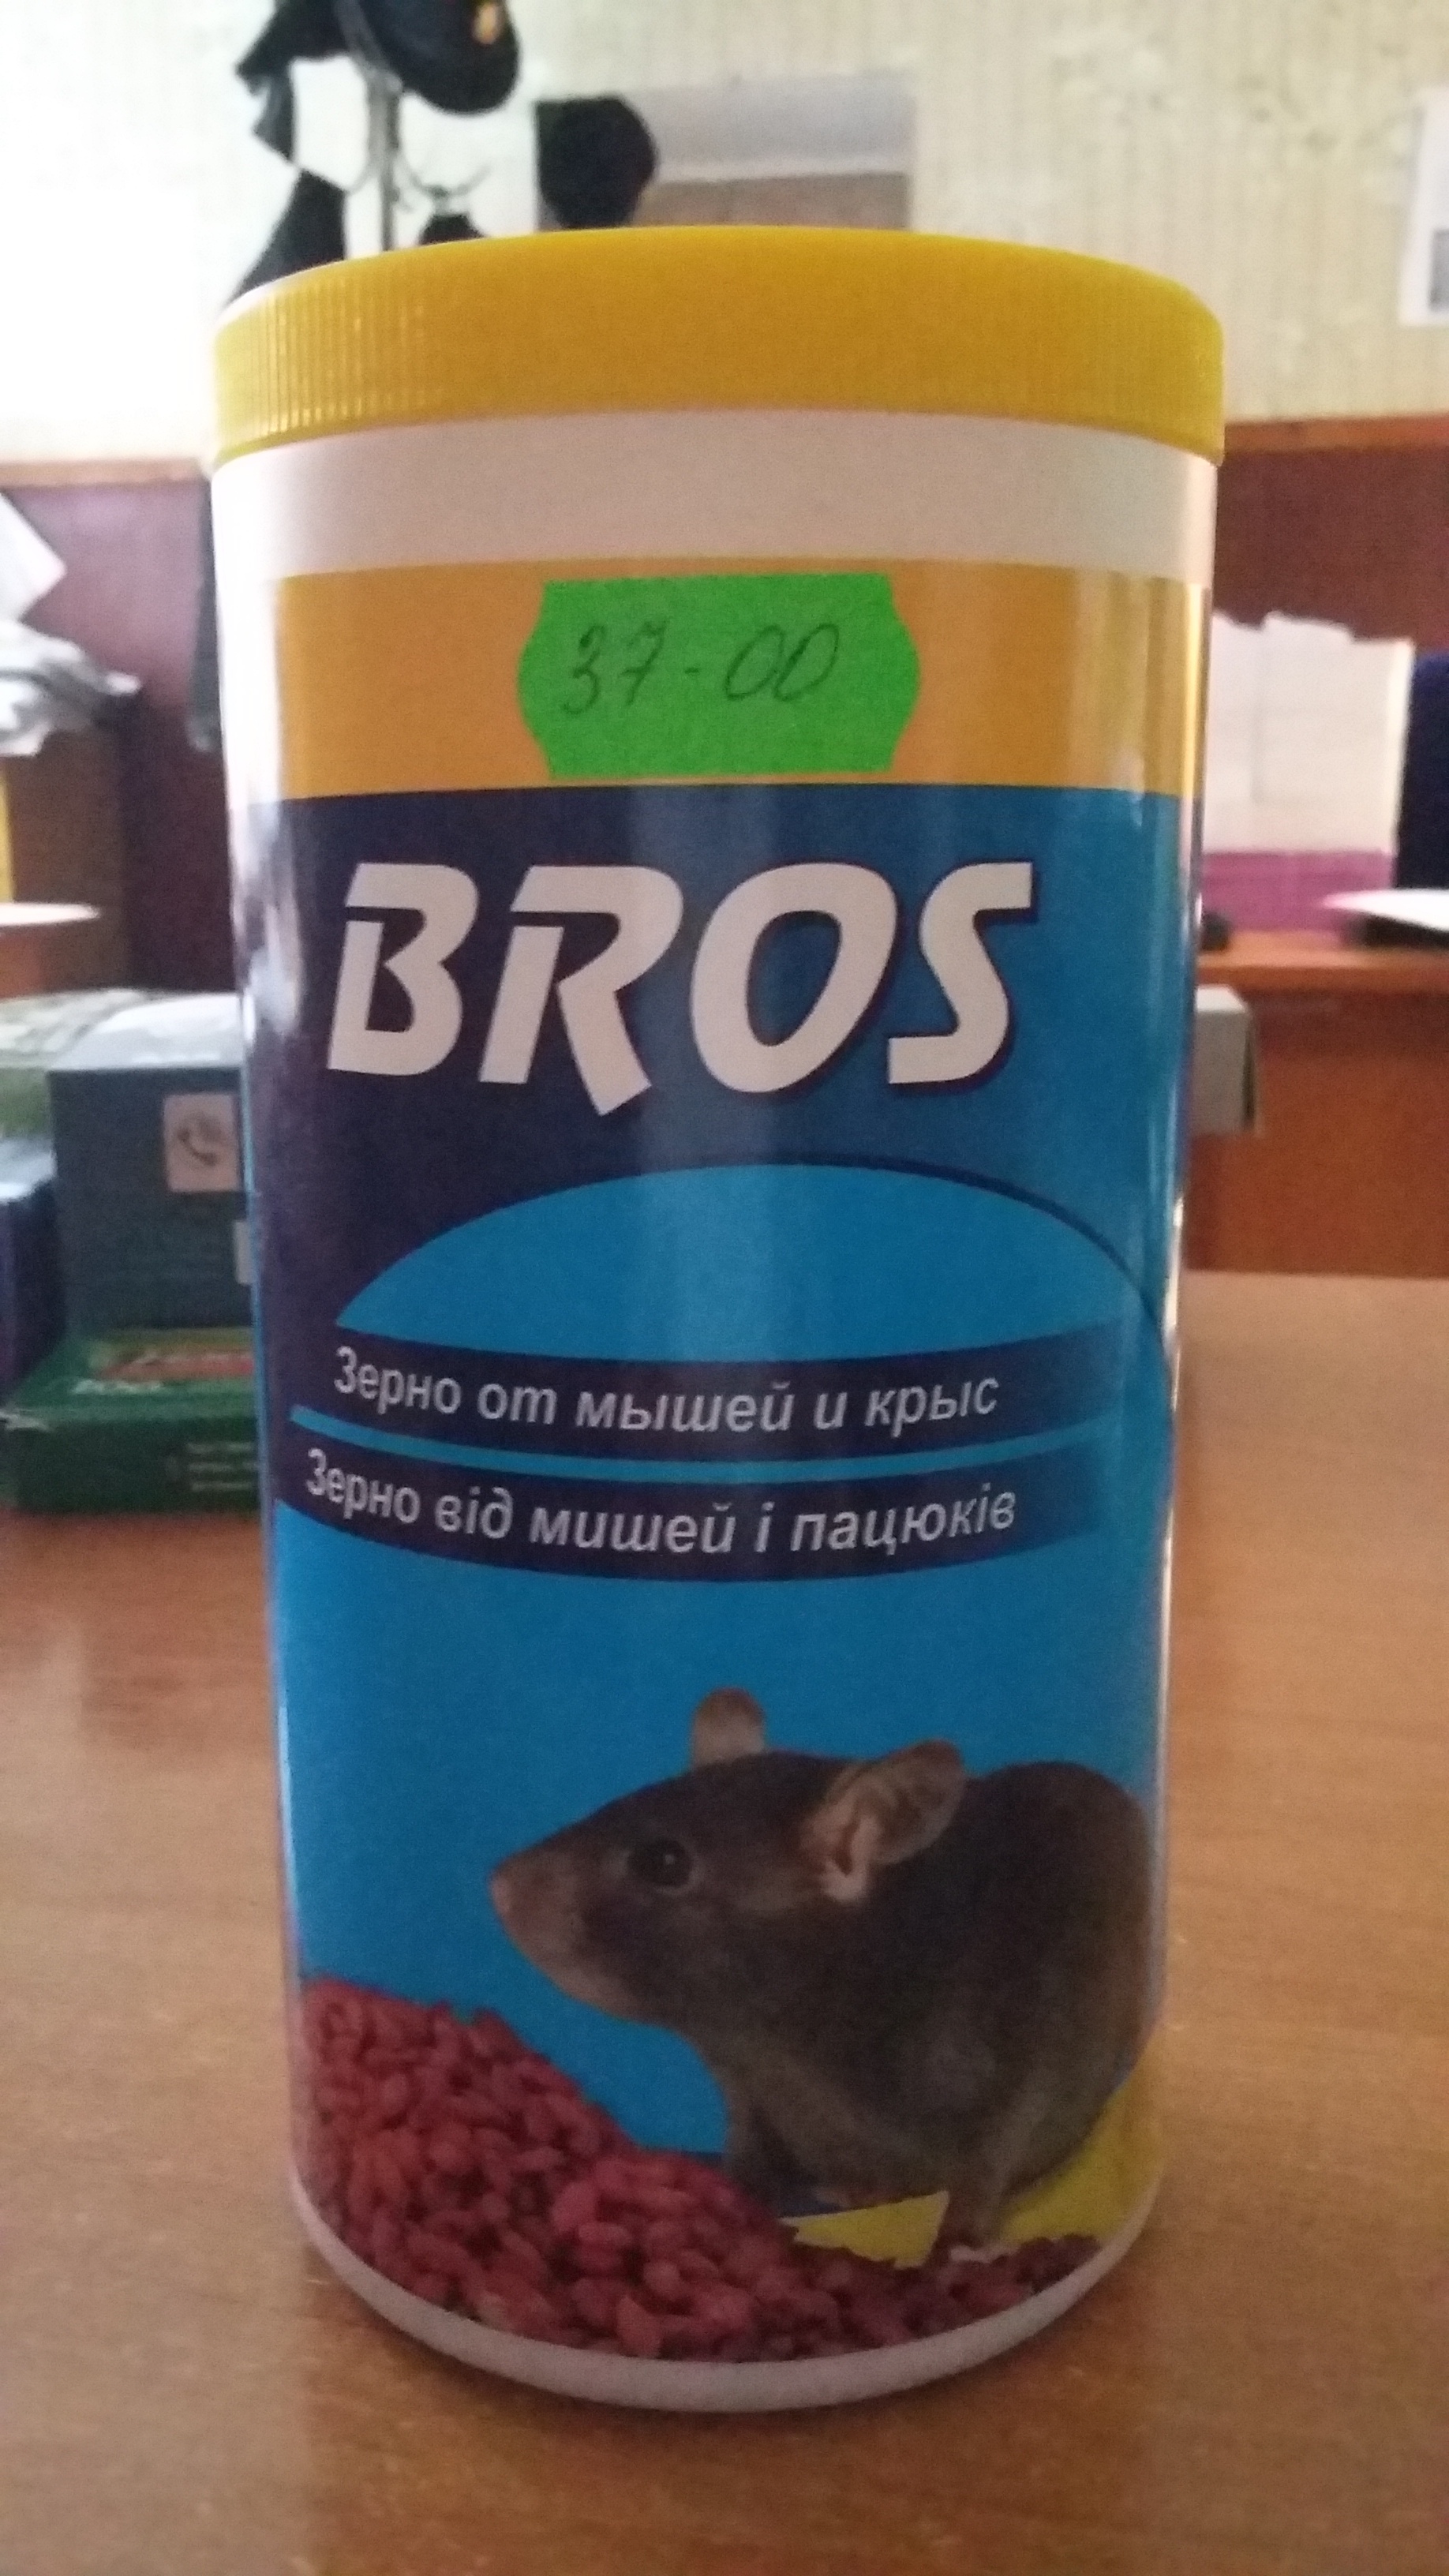 37-00
BROS
Зерно от мышей и крыс
Зерно від мишей і пацюків